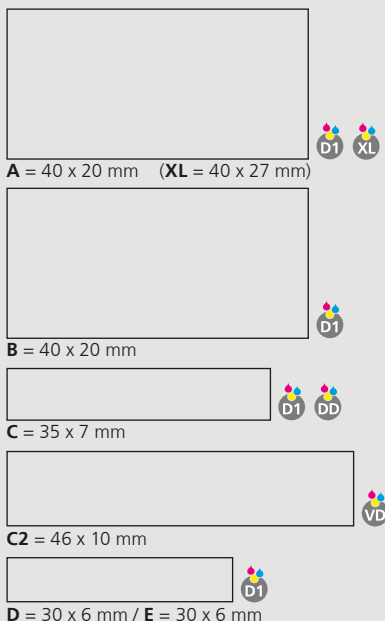 D1 XL
A = 40 x 20 mm (XL = 40 x 27 mm)
D1
B = 40 x 20 mm
D1 DD
C = 35 x 7 mm
VD
C2 = 46 x 10 mm
D1
D = 30 x 6 mm / E = 30 x 6 mm